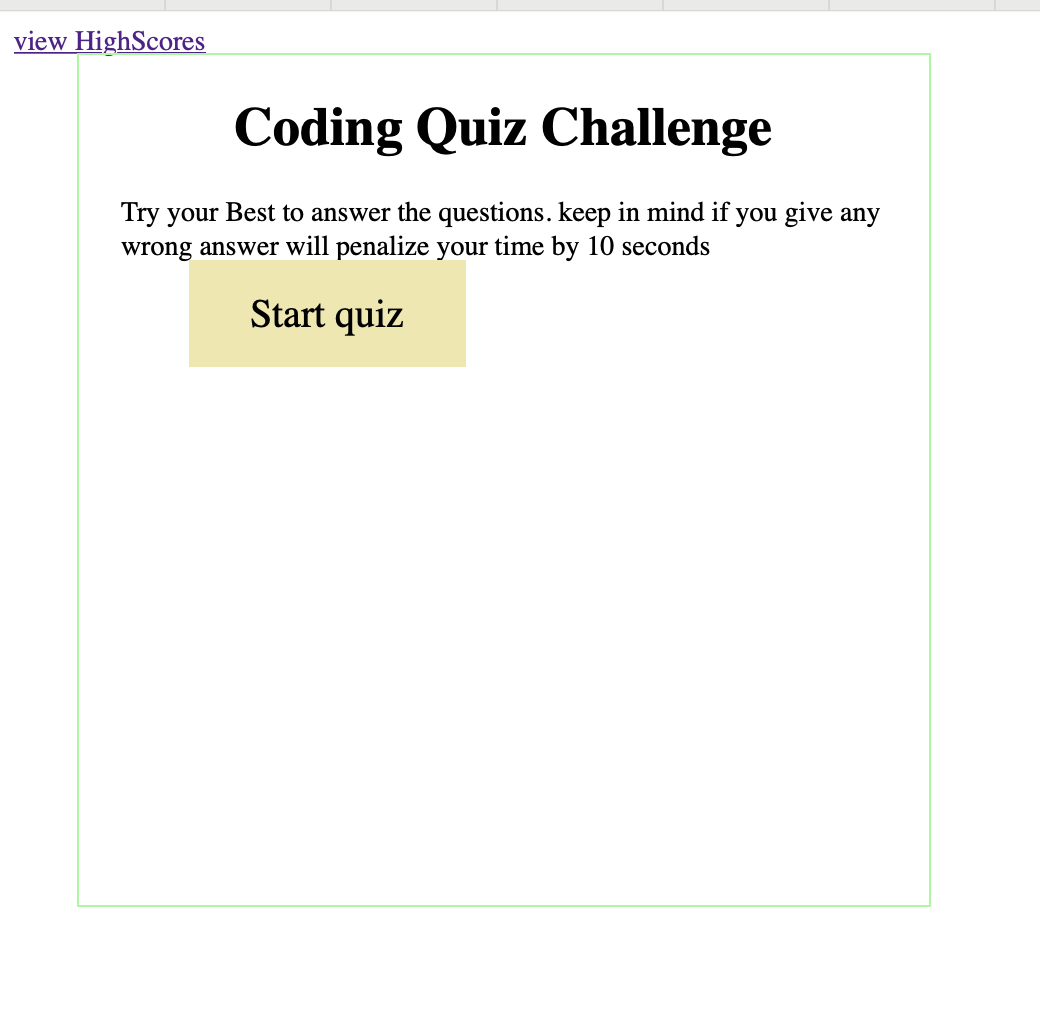 view HighScores
Coding Quiz Challenge
Try your Best to answer the questions. keep in mind if you give any
wrong answer will penalize your time by 10 seconds
Start quiz